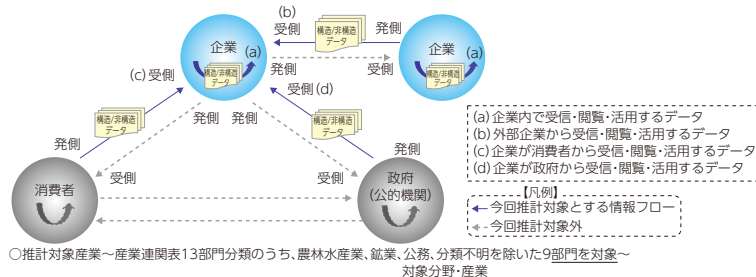 (b)
受側
構造/非構造
データ
発側
企業
(a)
構造/非構造
データ
企業
(a)
構造/非構造
データ
発側
受側
(c)受側
受側(d)
構造/非構造
データ
構造/非構造
データ
発側
発側
発側
発側
受側
受側
消費者
政府
(公的機関)
(a)企業内で受信・閲覧・活用するデータ
(b)外部企業から受信・閲覧・活用するデータ
(c)企業が消費者から受信・閲覧・活用するデータ
(d)企業が政府から受信・閲覧・活用するデータ
【凡例】
今回推計対象とする情報フロー
今回推計対象外
○推計対象産業～産業連関表13部門分類のうち、農林水産業、鉱業、公務、分類不明を除いた9部門を対象～
対象分野・産業